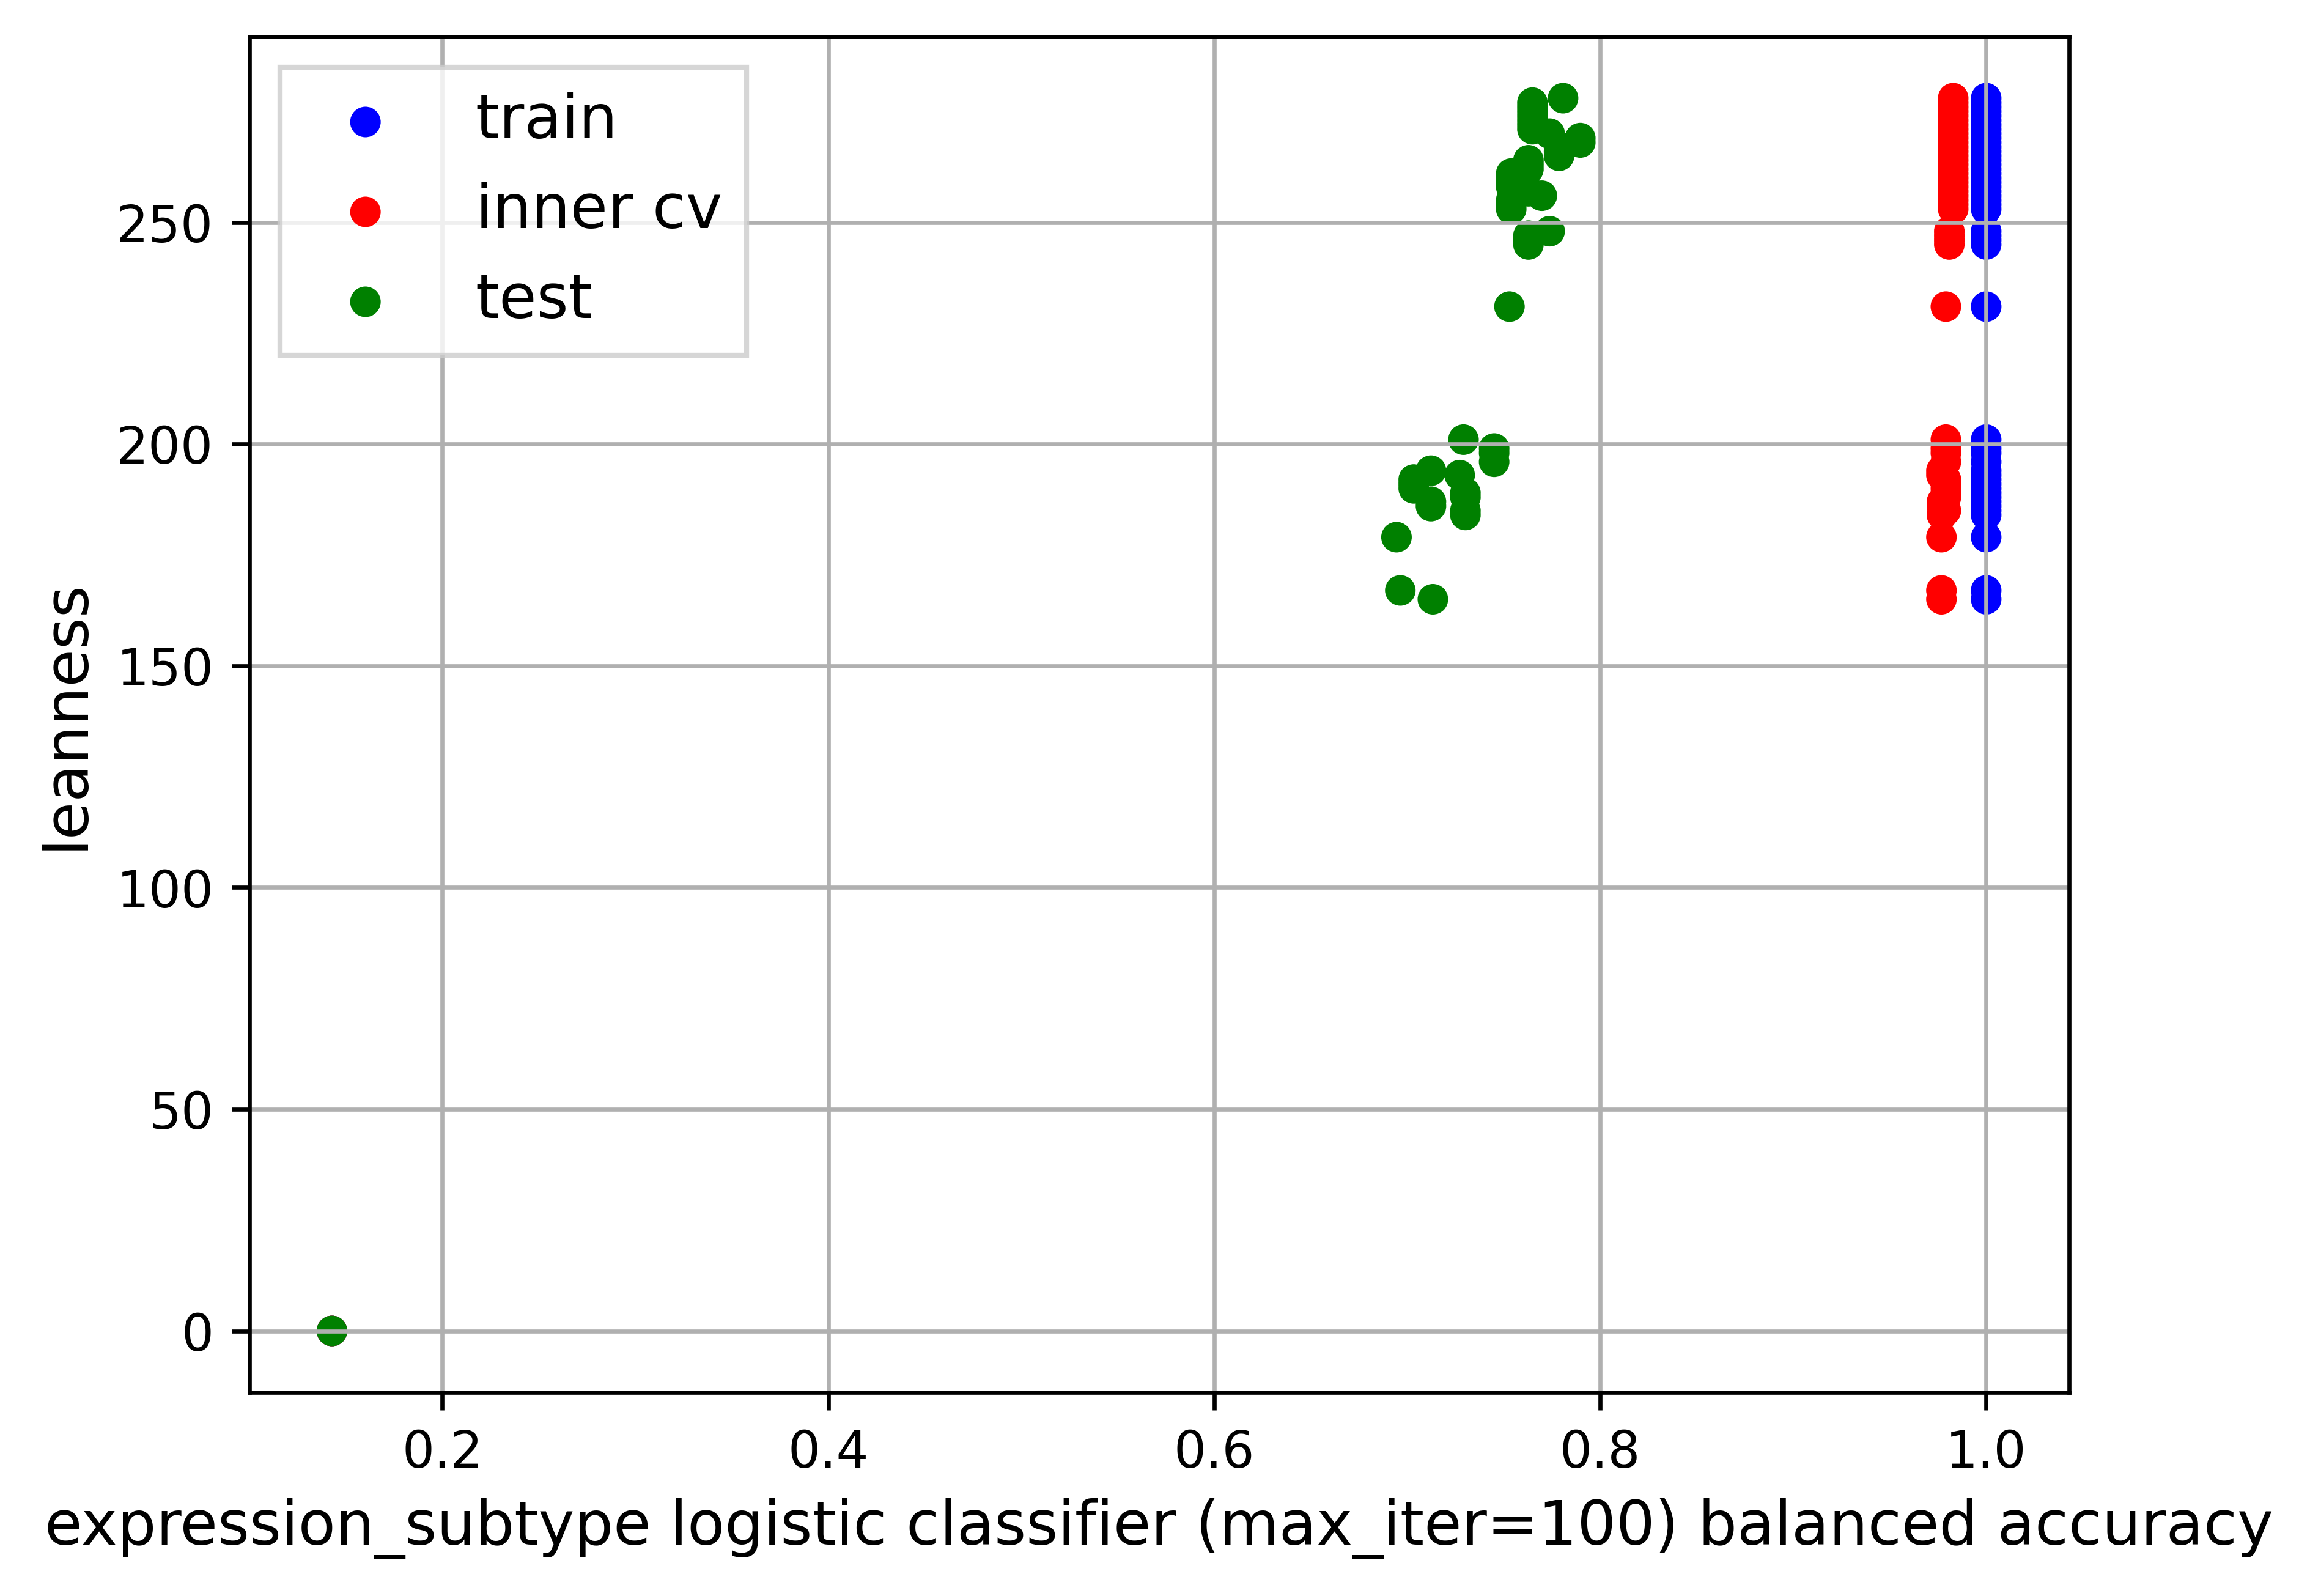 train
inner cv
test
250
200
150
100
50
0
leanness
0.2 0.4 0.6 0.8 1.0
expression_subtype logistic classifier (max_iter=100) balanced accuracy